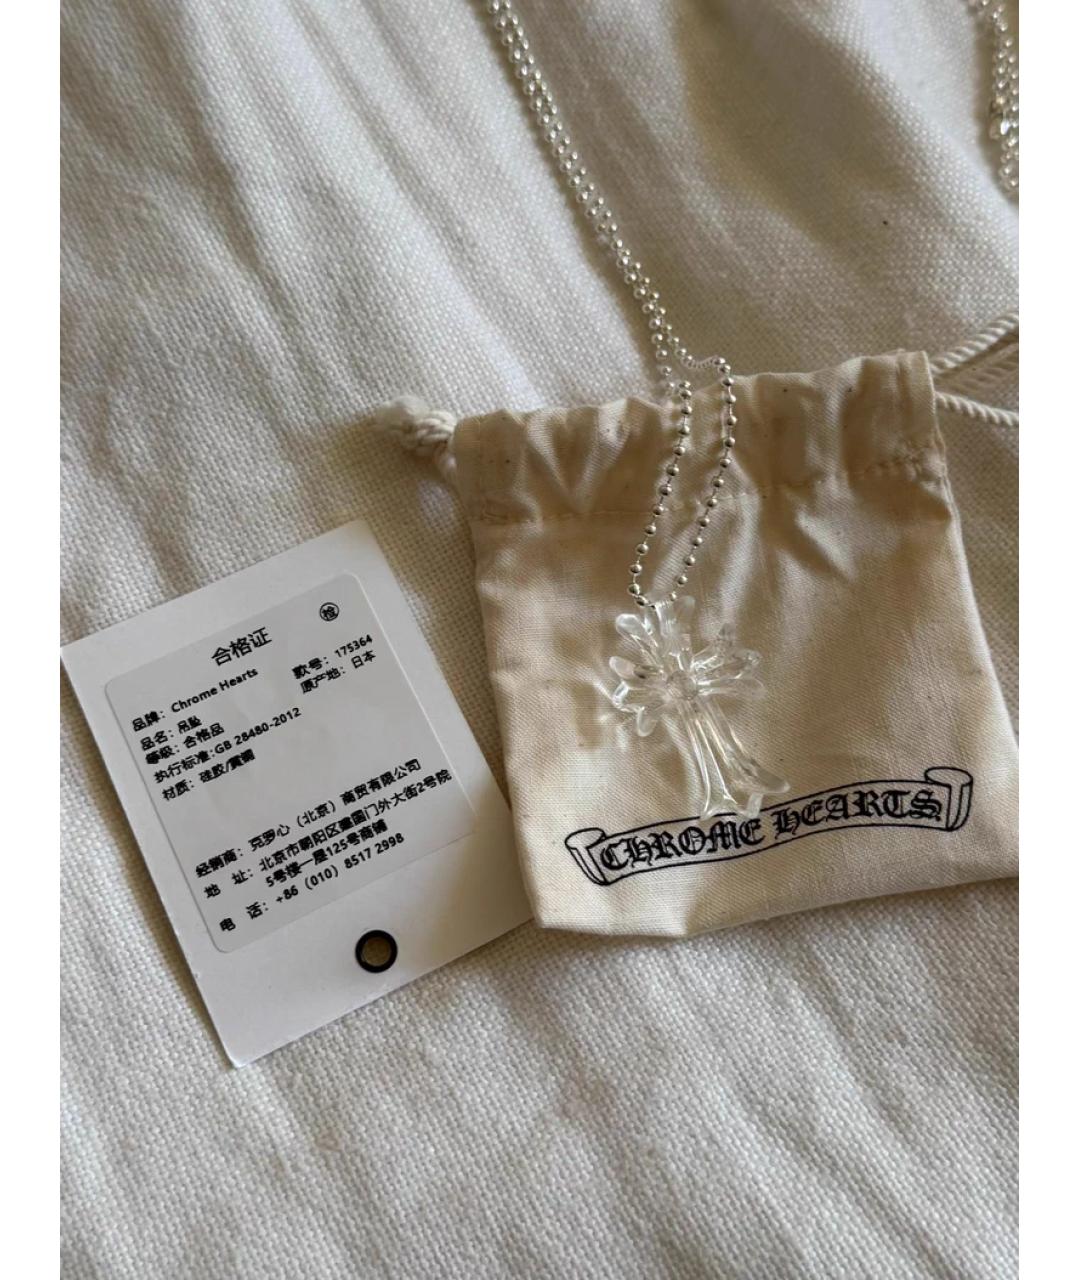 检
合格证
品牌：Chrome Hearts 款号：175364
品名：吊坠 原产地：日本
等级：合格品
执行标准:GB 28480-2012
材质：硅胶/黄铜
经销商：克罗心（北京）商贸有限公司
地 址：北京市朝阳区建国门外大街2号院
5号楼一层125号商铺
电 话：+86（010）8517 2998
CHROME HEARTS